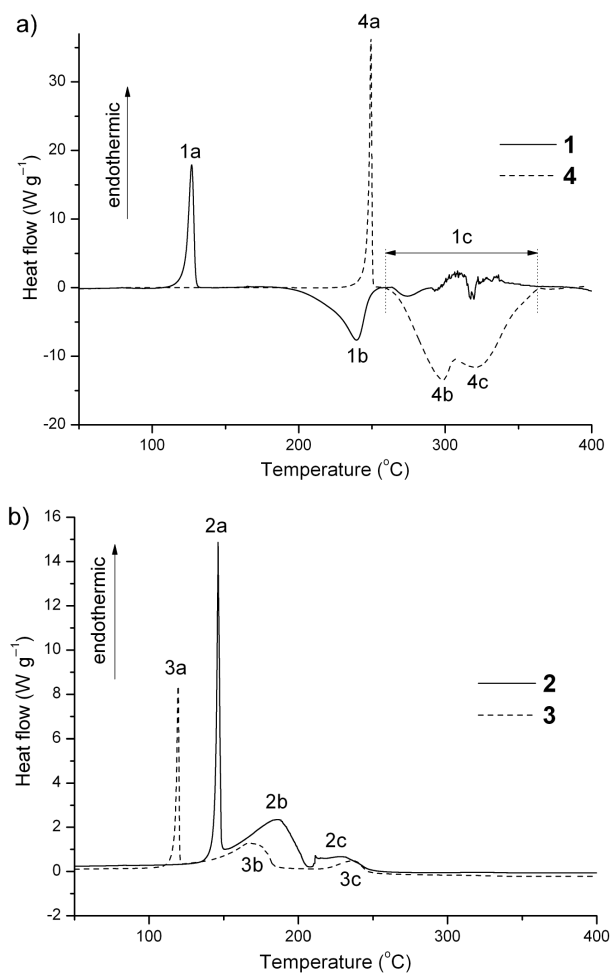 a)
4a
30
20
10
0
-10
-20
Heat flow (W g⁻¹)
endothermic
1a
1
4
1c
1b
4b
4c
100
200
300
400
Temperature (°C)
b)
16
14
12
10
8
6
4
2
0
-2
Heat flow (W g⁻¹)
endothermic
2a
3a
2
3
2b
2c
3b
3c
100
200
300
400
Temperature (°C)